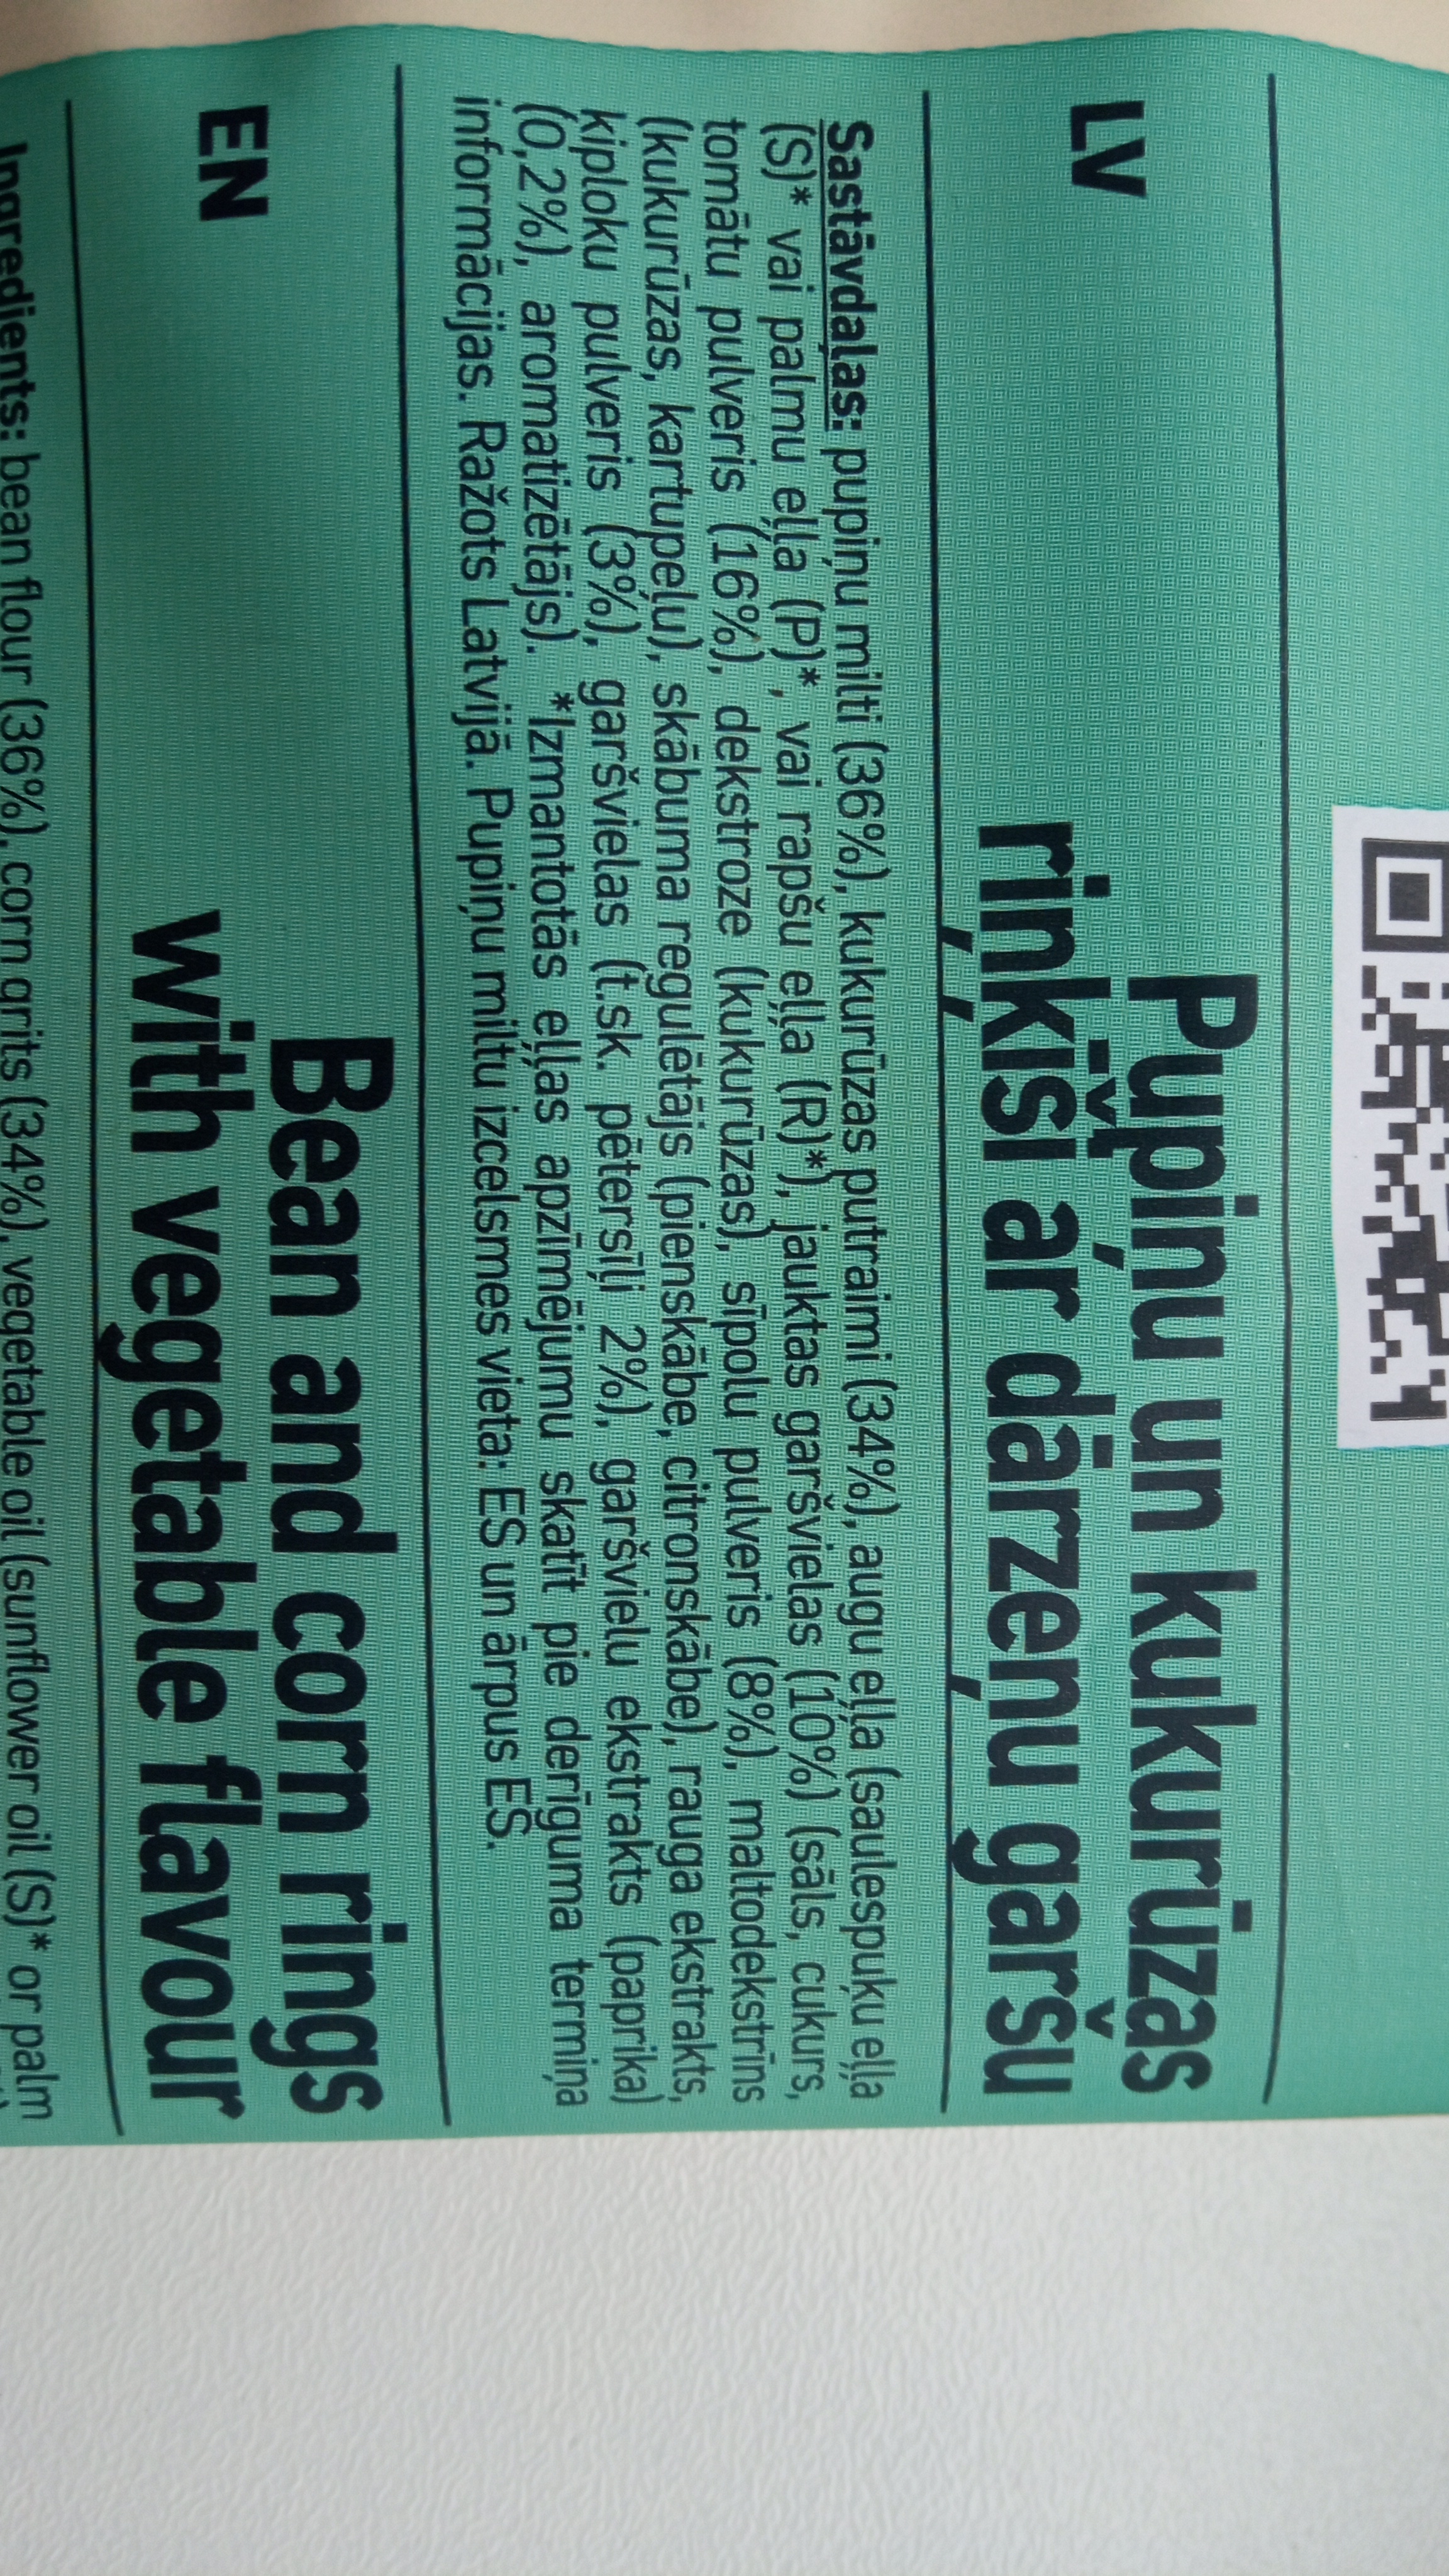 LV
Pupiņu un kukurūzas
riņķīši ar dārzeņu garšu
Sastāvdaļas: pupiņu milti (36%), kukurūzas putraimi (34%), augu eļļa (saulespuķu eļļa
(S)* vai palmu eļļa (P)*, vai rapšu eļļa (R)*), jauktas garšvielas (10%) (sāls, cukurs,
tomātu pulveris (16%), dekstroze (kukurūzas), sīpolu pulveris (8%), maltodekstrīns
(kukurūzas, kartupeļu), skābuma regulētājs (pienskābe, citronskābe), rauga ekstrakts,
ķiploku pulveris (3%), garšvielas (t.sk. pētersīļi 2%), garšvielu ekstrakts (paprika)
(0,2%), aromatizētājs). *Izmantotās eļļas apzīmējumu skatīt pie derīguma termiņa
informācijas. Ražots Latvijā. Pupiņu miltu izcelsmes vieta: ES un ārpus ES.
EN
Bean and corn rings
with vegetable flavour
Ingredients: bean flour (36%), corn grits (34%), vegetable oil (sunflower oil (S)* or palm